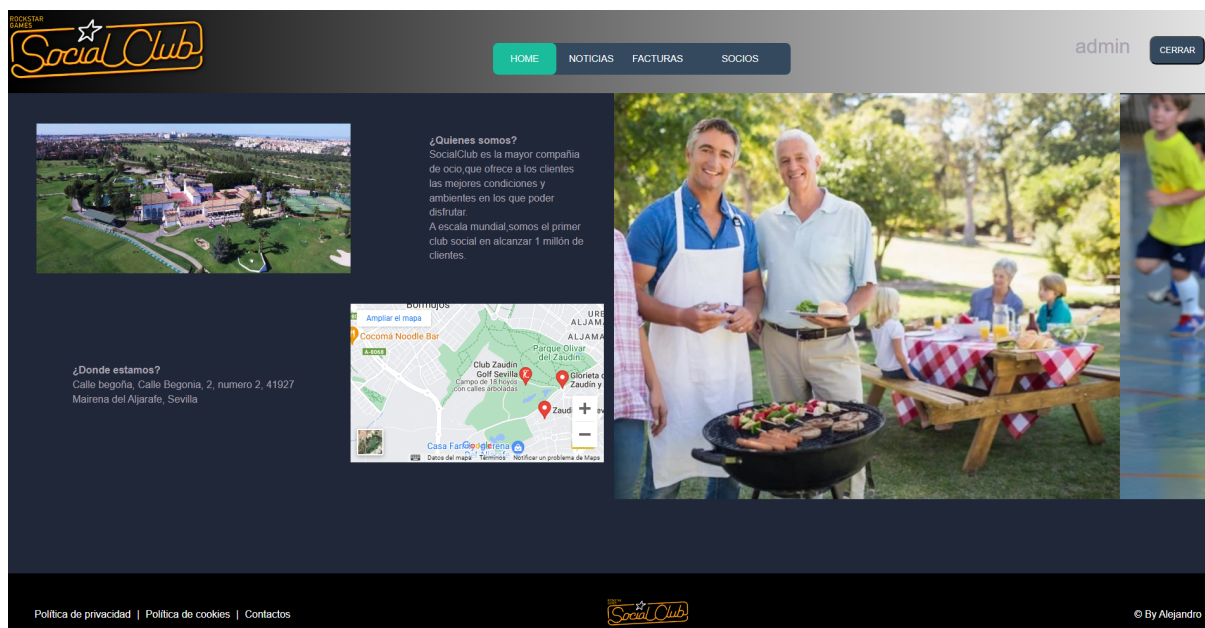 ROCKSTAR
GAMES
Social Club
HOME
NOTICIAS
FACTURAS
SOCIOS
admin
CERRAR
¿Quienes somos?
SocialClub es la mayor compañia
de ocio,que ofrece a los clientes
las mejores condiciones y
ambientes en los que poder
disfrutar.
A escala mundial,somos el primer
club social en alcanzar 1 millón de
clientes.
¿Donde estamos?
Calle begoña, Calle Begonia, 2, numero 2, 41927
Mairena del Aljarafe, Sevilla
Bormujos
Ampliar el mapa
Cocomá Noodle Bar
A-8068
Parque Olivar
del Zaudín
Club Zaudín
Golf Sevilla
Campo de 18 hoyos
con calles arboladas
Glorieta
Zaudín y
Datos del mapa
Términos
Notificar un problema de Maps
Política de privacidad | Política de cookies | Contactos
Social Club
© By Alejandro